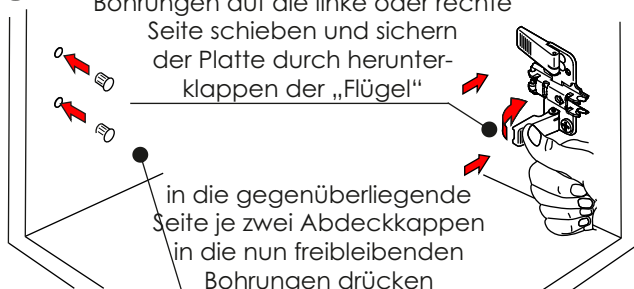 Bohrungen auf die linke oder rechte
Seite schieben und sichern
der Platte durch herunter-
klappen der „Flügel“
in die gegenüberliegende
Seite je zwei Abdeckkappen
in die nun freibleibenden
Bohrungen drücken